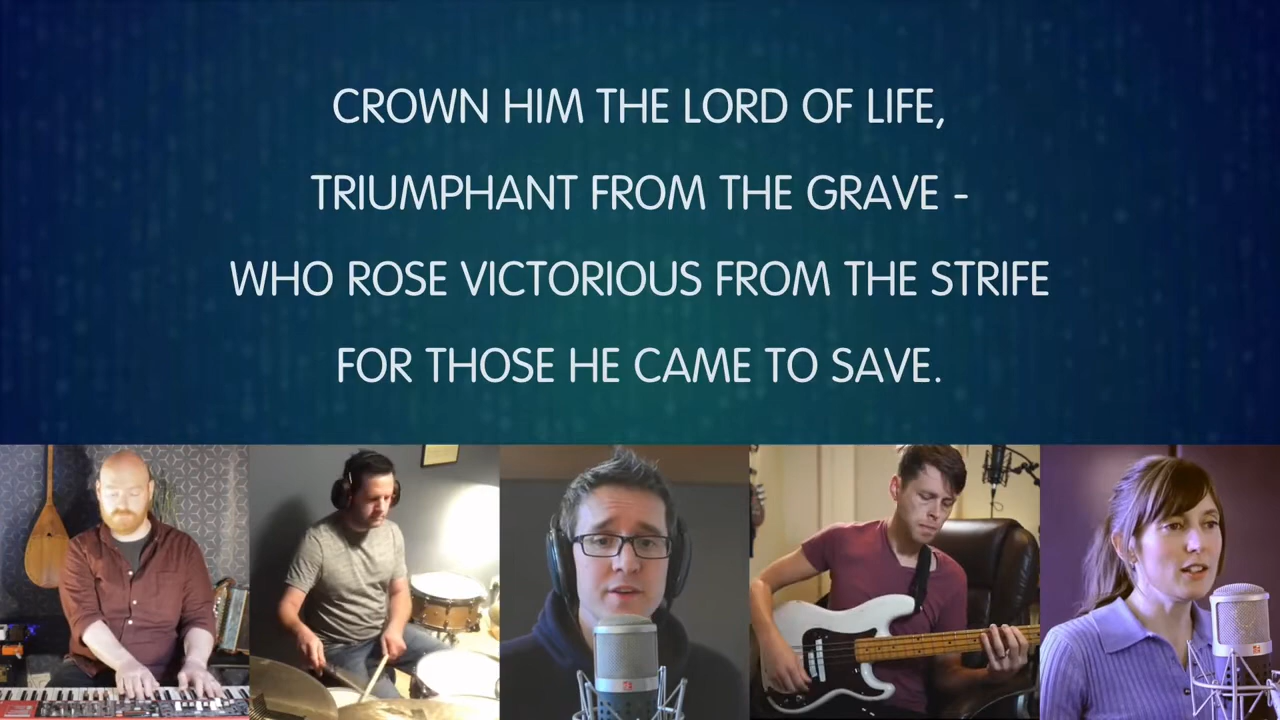 CROWN HIM THE LORD OF LIFE,
TRIUMPHANT FROM THE GRAVE -
WHO ROSE VICTORIOUS FROM THE STRIFE
FOR THOSE HE CAME TO SAVE.